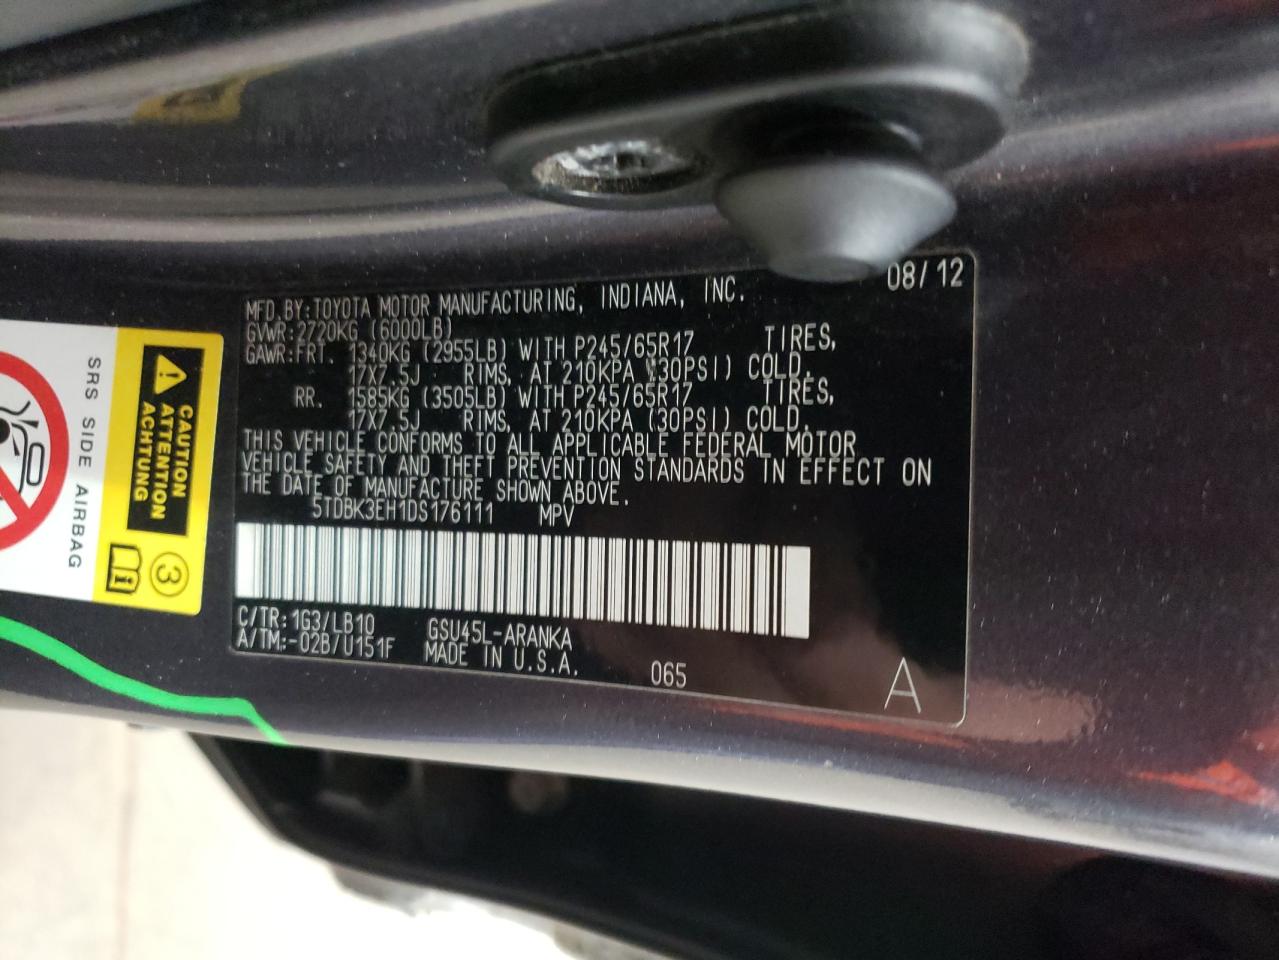 08/12
MFD.BY:TOYOTA MOTOR MANUFACTURING, INDIANA, INC.
GVWR:2720KG (6000LB)
GAWR:FRT. 1340KG (2955LB) WITH P245/65R17 TIRES,
17X7.5J RIMS, AT 210KPA (30PSI) COLD.
RR. 1585KG (3505LB) WITH P245/65R17 TIRES,
17X7.5J RIMS, AT 210KPA (30PSI) COLD.
THIS VEHICLE CONFORMS TO ALL APPLICABLE FEDERAL MOTOR
VEHICLE SAFETY AND THEFT PREVENTION STANDARDS IN EFFECT ON
THE DATE OF MANUFACTURE SHOWN ABOVE.
5TDBK3EH1DS176111 MPV
C/TR:1G3/LB10 GSU45L-ARANKA
A/TM:-02B/U151F MADE IN U.S.A.
065
A
CAUTION
ATTENTION
ACHTUNG
3
SRS SIDE AIRBAG